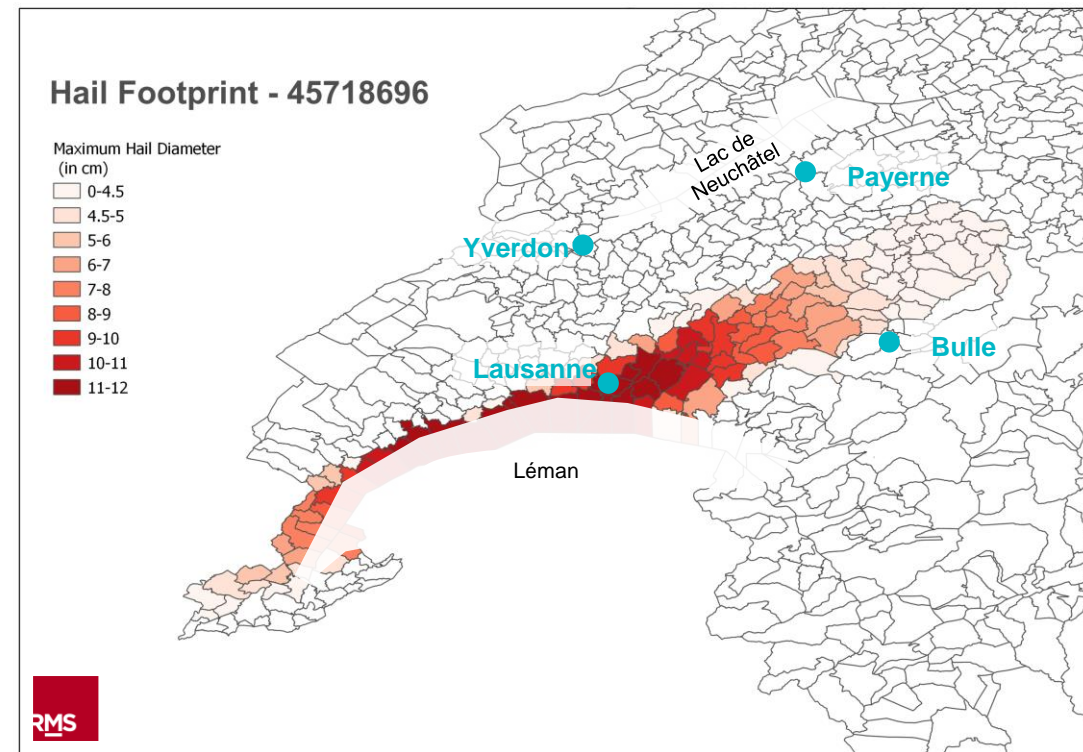 Hail Footprint - 45718696
Maximum Hail Diameter
(in cm)
0-4.5
4.5-5
5-6
6-7
7-8
8-9
9-10
10-11
11-12
Lac de
Neuchâtel
Payerne
Yverdon
Bulle
Lausanne
Léman
RMS